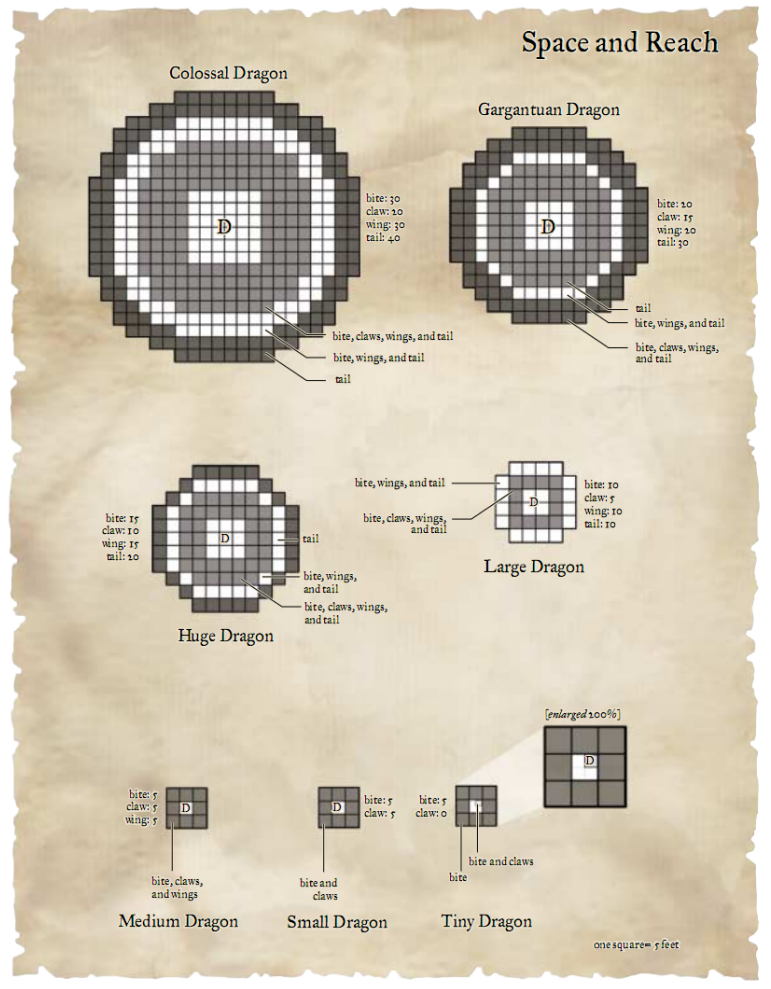 Space and Reach
Colossal Dragon
D
bite: 30
claw: 20
wing: 30
tail: 40
bite, claws, wings, and tail
bite, wings, and tail
tail
Gargantuan Dragon
D
bite: 20
claw: 15
wing: 20
tail: 30
tail
bite, wings, and tail
bite, claws, wings,
and tail
bite: 15
claw: 10
wing: 15
tail: 20
D
tail
bite, wings,
and tail
bite, claws, wings,
and tail
Huge Dragon
bite, wings, and tail
bite, claws, wings,
and tail
D
bite: 10
claw: 5
wing: 10
tail: 10
Large Dragon
bite: 5
claw: 5
wing: 5
D
bite, claws,
and wings
Medium Dragon
D
bite: 5
claw: 5
bite and
claws
Small Dragon
bite: 5
claw: 0
bite and claws
bite
Tiny Dragon
[enlarged 200%]
D
one square= 5 feet